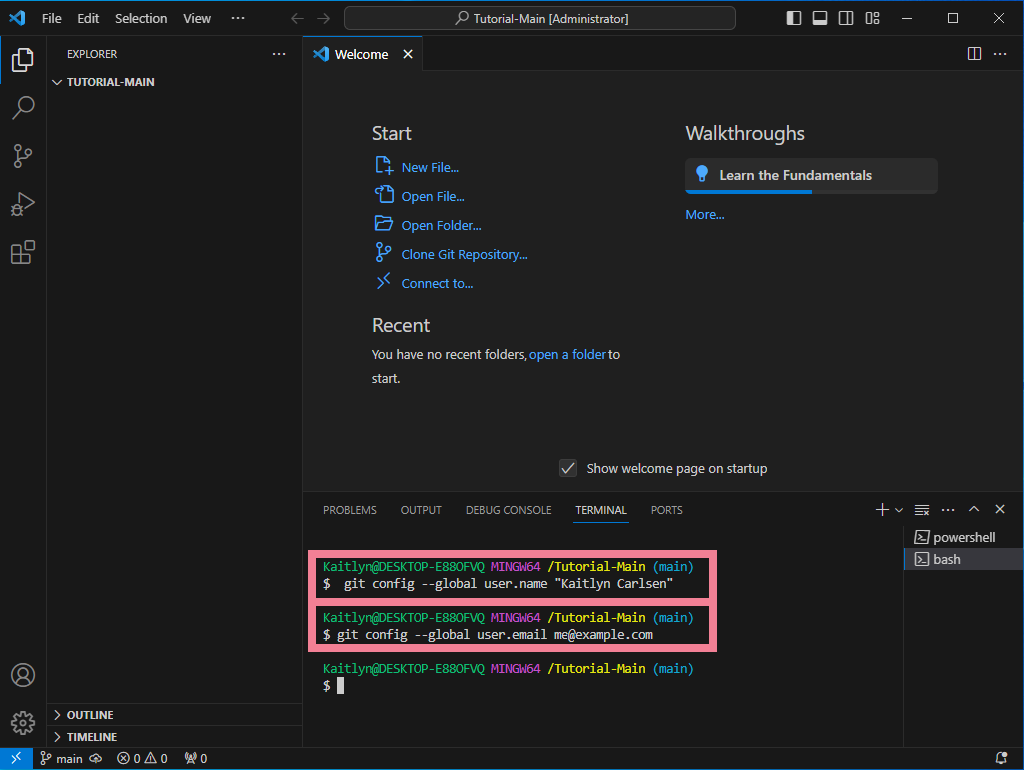 File Edit Selection View ··· Tutorial-Main [Administrator]
EXPLORER ···
TUTORIAL-MAIN
Welcome
Start
New File...
Open File...
Open Folder...
Clone Git Repository...
Connect to...
Recent
You have no recent folders, open a folder to
start.
Walkthroughs
Learn the Fundamentals
More...
Show welcome page on startup
PROBLEMS OUTPUT DEBUG CONSOLE TERMINAL PORTS
Kaitlyn@DESKTOP-E88OFVQ MINGW64 /Tutorial-Main (main)
$  git config --global user.name "Kaitlyn Carlsen"
Kaitlyn@DESKTOP-E88OFVQ MINGW64 /Tutorial-Main (main)
$ git config --global user.email me@example.com
Kaitlyn@DESKTOP-E88OFVQ MINGW64 /Tutorial-Main (main)
$
powershell
bash
OUTLINE
TIMELINE
main 0 0 0